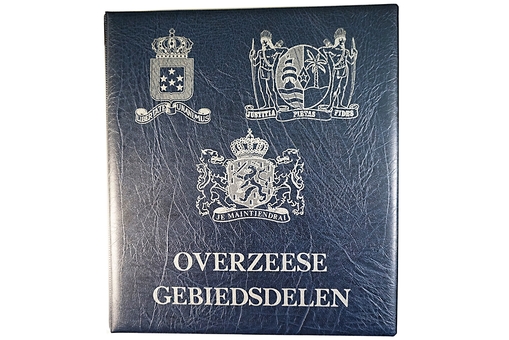 LIBERTATE UNANIMUS
JUSTITIA PIETAS FIDES
JE MAINTIENDRAI
OVERZEESE
GEBIEDSDELEN